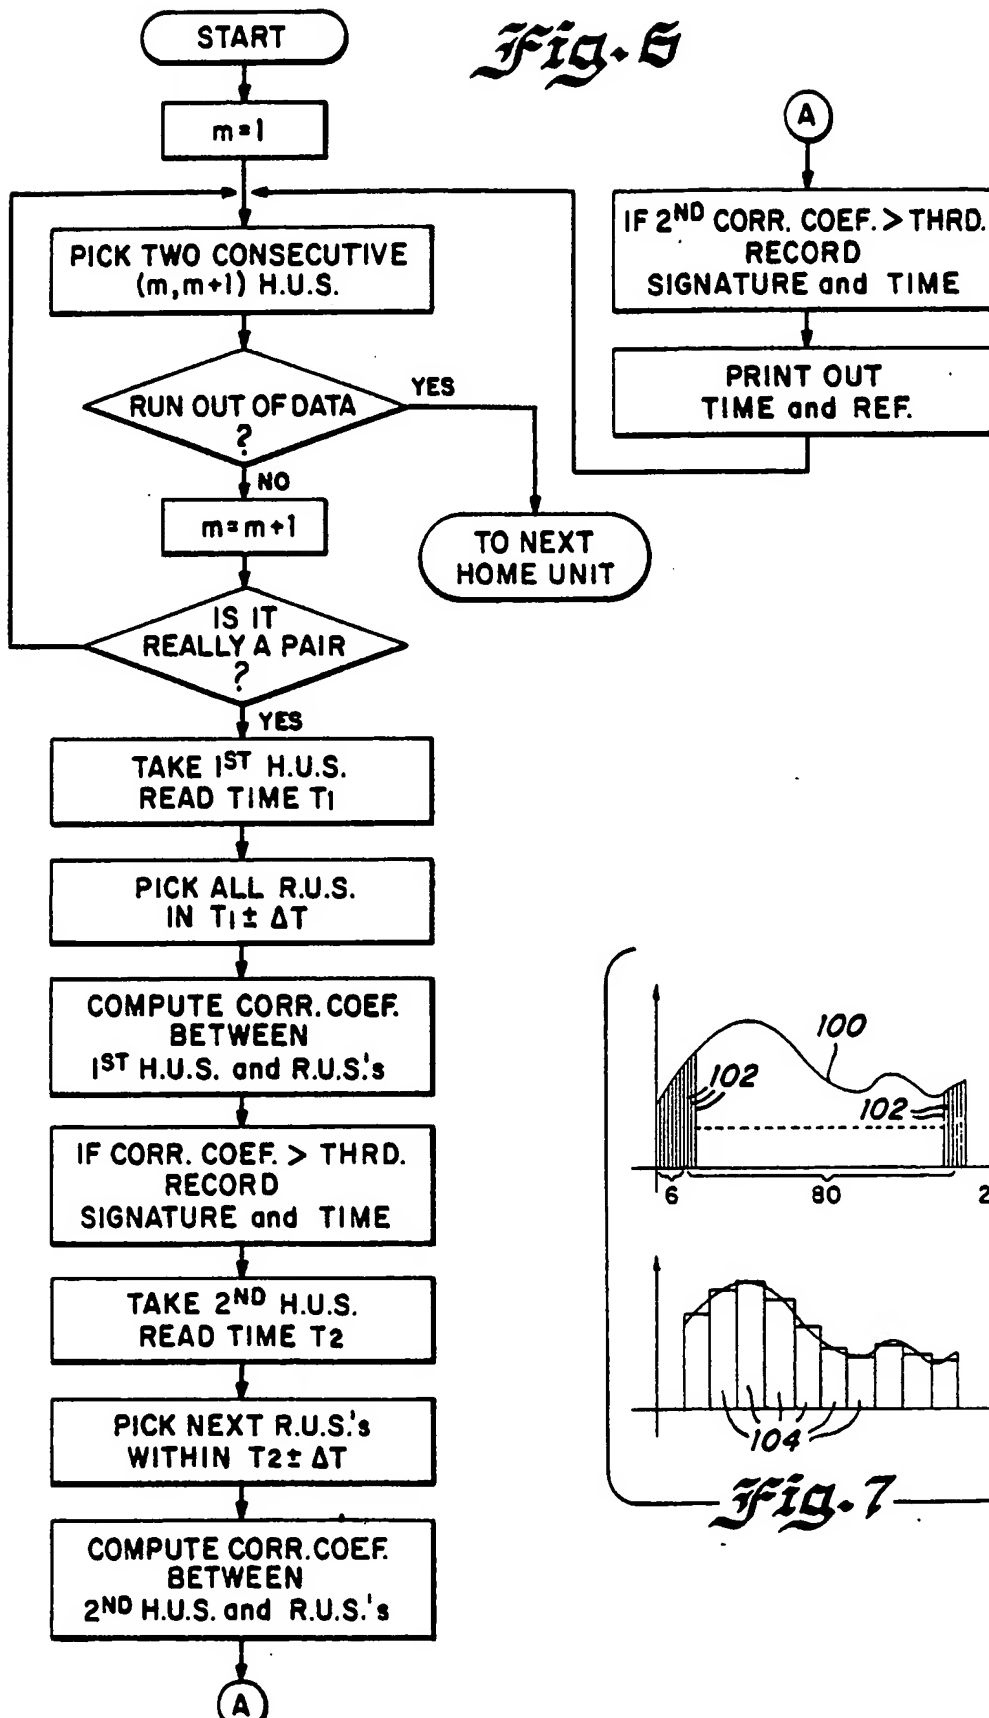 Fig. 6
START
m=1
PICK TWO CONSECUTIVE
(m,m+1) H.U.S.
RUN OUT OF DATA
?
YES
NO
m=m+1
TO NEXT
HOME UNIT
IS IT
REALLY A PAIR
?
YES
TAKE 1ST H.U.S.
READ TIME T1
PICK ALL R.U.S.
IN T1 ± ΔT
COMPUTE CORR. COEF.
BETWEEN
1ST H.U.S. and R.U.S.'s
IF CORR. COEF. > THRD.
RECORD
SIGNATURE and TIME
TAKE 2ND H.U.S.
READ TIME T2
PICK NEXT R.U.S.'s
WITHIN T2 ± ΔT
COMPUTE CORR. COEF.
BETWEEN
2ND H.U.S. and R.U.S.'s
A
A
IF 2ND CORR. COEF. > THRD.
RECORD
SIGNATURE and TIME
PRINT OUT
TIME and REF.
100
102
102
6
80
2
104
Fig. 7